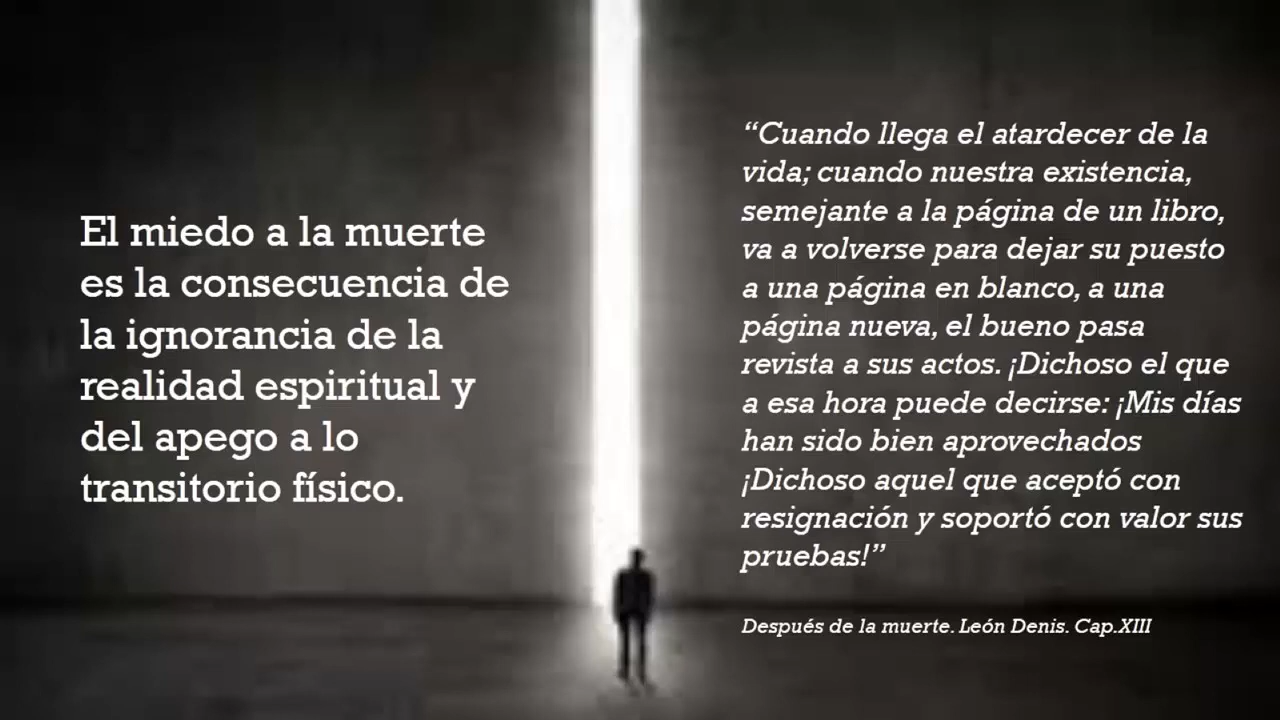 El miedo a la muerte
es la consecuencia de
la ignorancia de la
realidad espiritual y
del apego a lo
transitorio físico.
“Cuando llega el atardecer de la
vida; cuando nuestra existencia,
semejante a la página de un libro,
va a volverse para dejar su puesto
a una página en blanco, a una
página nueva, el bueno pasa
revista a sus actos. ¡Dichoso el que
a esa hora puede decirse: ¡Mis días
han sido bien aprovechados
¡Dichoso aquel que aceptó con
resignación y soportó con valor sus
pruebas!”
Después de la muerte. León Denis. Cap.XIII